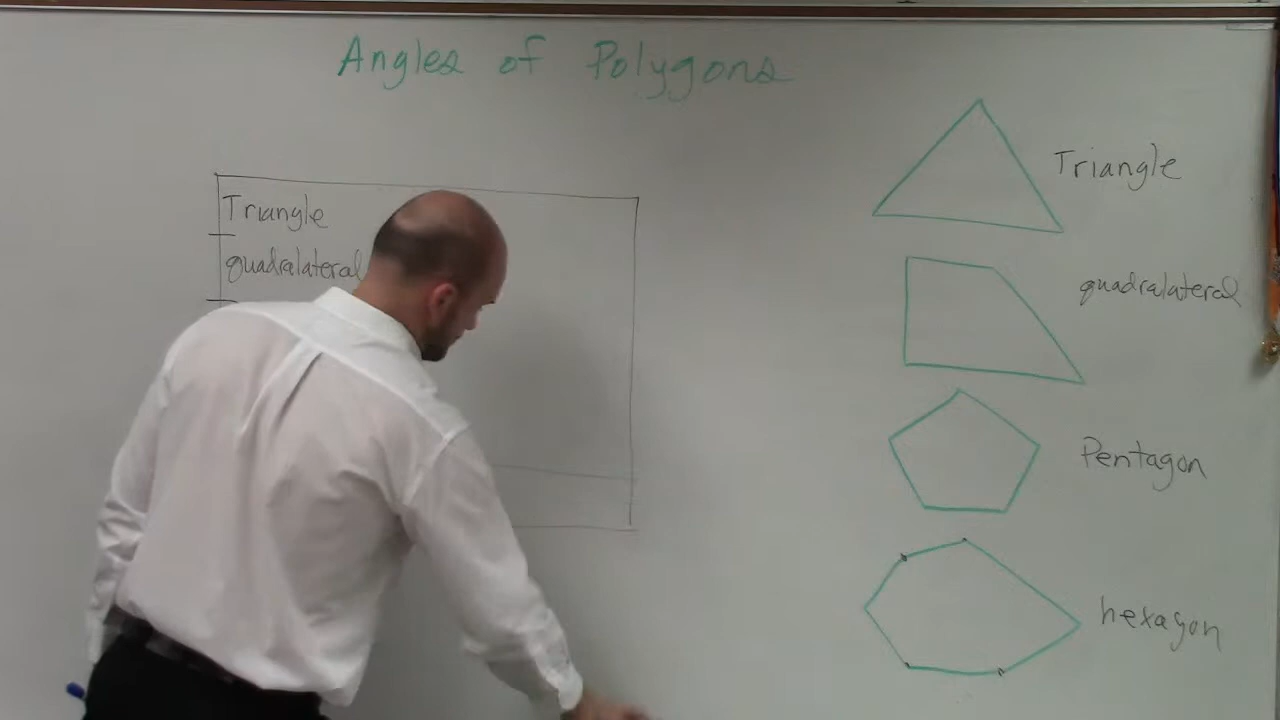 Angles of Polygons
Triangle
quadralateral
Triangle
quadralateral
Pentagon
hexagon